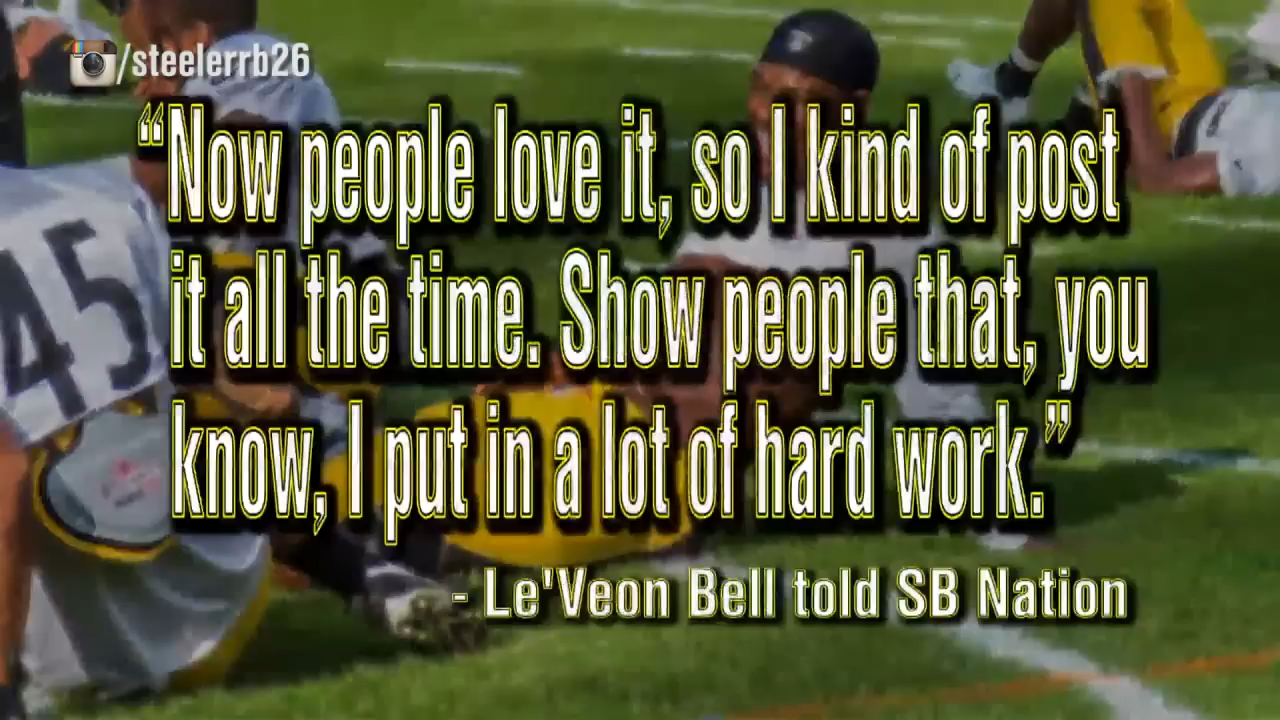 /steelerrb26
“Now people love it, so I kind of post
it all the time. Show people that, you
know, I put in a lot of hard work.”
- Le'Veon Bell told SB Nation
45